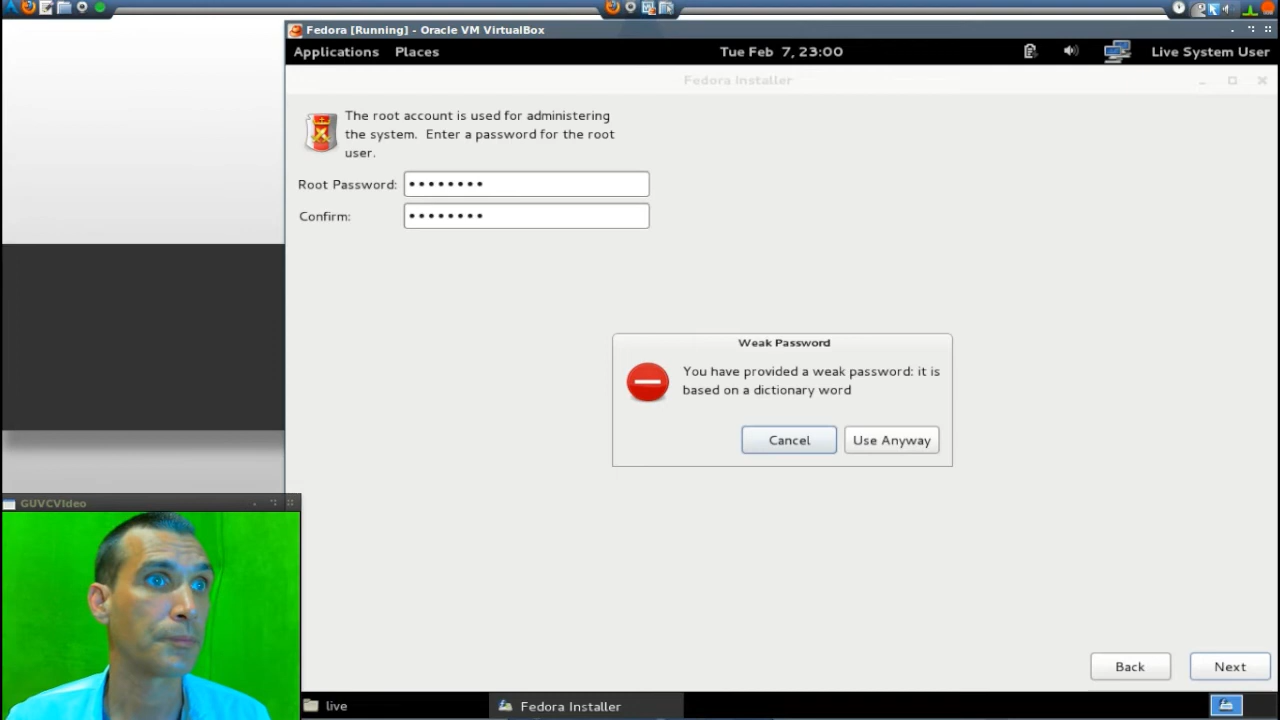 Fedora [Running] - Oracle VM VirtualBox
Applications Places Tue Feb 7, 23:00 Live System User
Fedora Installer
The root account is used for administering
the system. Enter a password for the root
user.
Root Password: ••••••••
Confirm: ••••••••
Weak Password
You have provided a weak password: it is
based on a dictionary word
Cancel Use Anyway
GUVCVIdeo
Back Next
live Fedora Installer